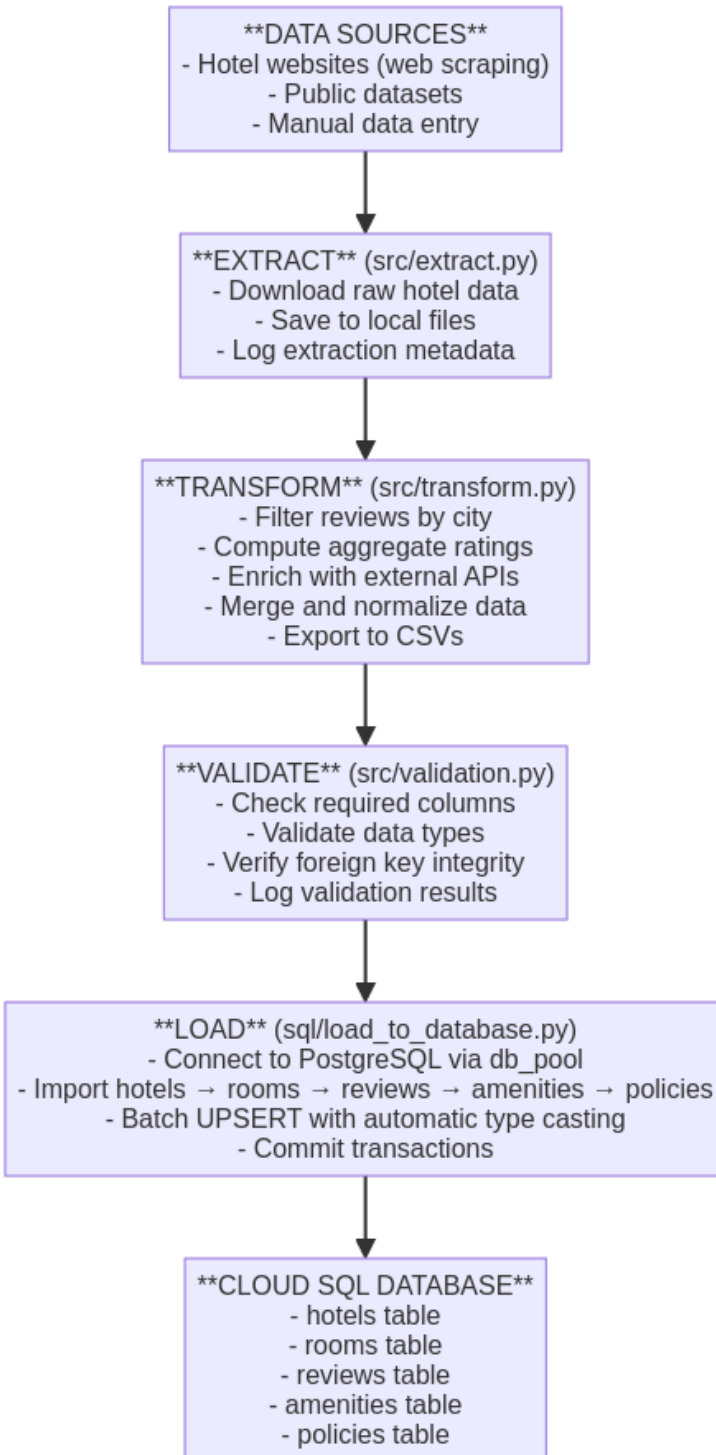 **DATA SOURCES**
- Hotel websites (web scraping)
- Public datasets
- Manual data entry
**EXTRACT** (src/extract.py)
- Download raw hotel data
- Save to local files
- Log extraction metadata
**TRANSFORM** (src/transform.py)
- Filter reviews by city
- Compute aggregate ratings
- Enrich with external APIs
- Merge and normalize data
- Export to CSVs
**VALIDATE** (src/validation.py)
- Check required columns
- Validate data types
- Verify foreign key integrity
- Log validation results
**LOAD** (sql/load_to_database.py)
- Connect to PostgreSQL via db_pool
- Import hotels → rooms → reviews → amenities → policies
- Batch UPSERT with automatic type casting
- Commit transactions
**CLOUD SQL DATABASE**
- hotels table
- rooms table
- reviews table
- amenities table
- policies table